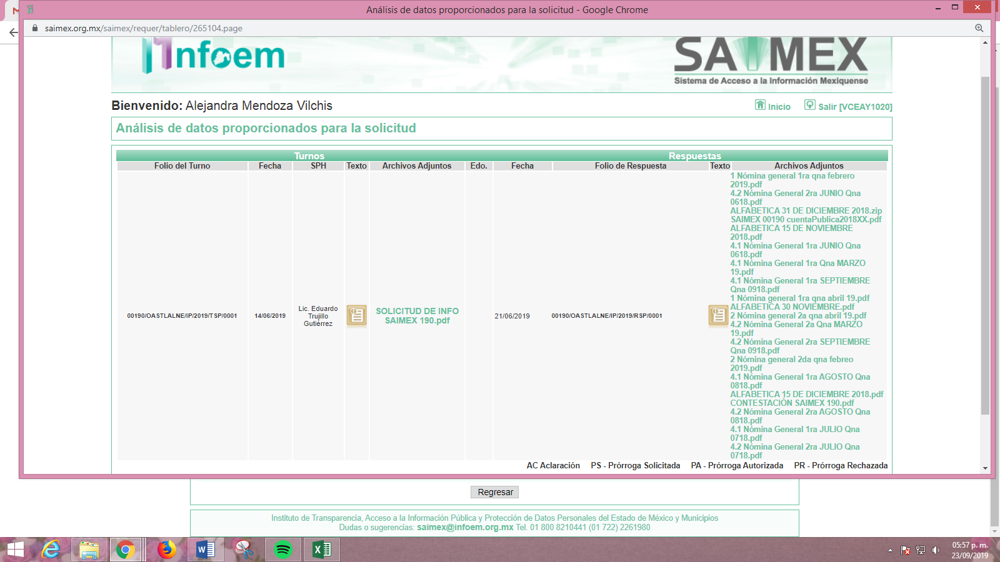 Análisis de datos proporcionados para la solicitud - Google Chrome
saimex.org.mx/saimex/requer/tablero/265104.page
Infoem
SAIMEX
Sistema de Acceso a la Información Mexiquense
Bienvenido: Alejandra Mendoza Vilchis
Inicio Salir [VCEAY1020]
Análisis de datos proporcionados para la solicitud
Turnos Respuestas
Folio del Turno Fecha SPH Texto Archivos Adjuntos Edo. Fecha Folio de Respuesta Texto Archivos Adjuntos
00190/OASTLALNE/IP/2019/TSP/0001
14/06/2019
Lic. Eduardo
Trujillo
Gutiérrez
SOLICITUD DE INFO
SAIMEX 190.pdf
21/06/2019
00190/OASTLALNE/IP/2019/RSP/0001
1 Nómina general 1ra qna febrero
2019.pdf
4.2 Nómina General 2ra JUNIO Qna
0618.pdf
ALFABETICA 31 DE DICIEMBRE 2018.zip
SAIMEX 00190 cuentaPublica2018XX.pdf
ALFABETICA 15 DE NOVIEMBRE
2018.pdf
4.1 Nómina General 1ra JUNIO Qna
0618.pdf
4.1 Nómina General 1ra Qna MARZO
19.pdf
4.1 Nómina General 1ra SEPTIEMBRE
Qna 0918.pdf
1 Nómina general 1ra qna abril 19.pdf
ALFABETICA 30 NOVIEMBRE.pdf
2 Nómina general 2a qna abril 19.pdf
4.2 Nómina General 2a Qna MARZO
19.pdf
4.2 Nómina General 2ra SEPTIEMBRE
Qna 0918.pdf
2 Nómina general 2da qna febreo
2019.pdf
4.1 Nómina General 1ra AGOSTO Qna
0818.pdf
ALFABETICA 15 DE DICIEMBRE 2018.pdf
CONTESTACIÓN SAIMEX 190.pdf
4.2 Nómina General 2ra AGOSTO Qna
0818.pdf
4.1 Nómina General 1ra JULIO Qna
0718.pdf
4.2 Nómina General 2ra JULIO Qna
0718.pdf
AC Aclaración PS - Prórroga Solicitada PA - Prórroga Autorizada PR - Prórroga Rechazada
Regresar
Instituto de Transparencia, Acceso a la Información Pública y Protección de Datos Personales del Estado de México y Municipios
Dudas o sugerencias: saimex@infoem.org.mx Tel. 01 800 8210441 (01 722) 2261980
05:57 p. m.
23/09/2019